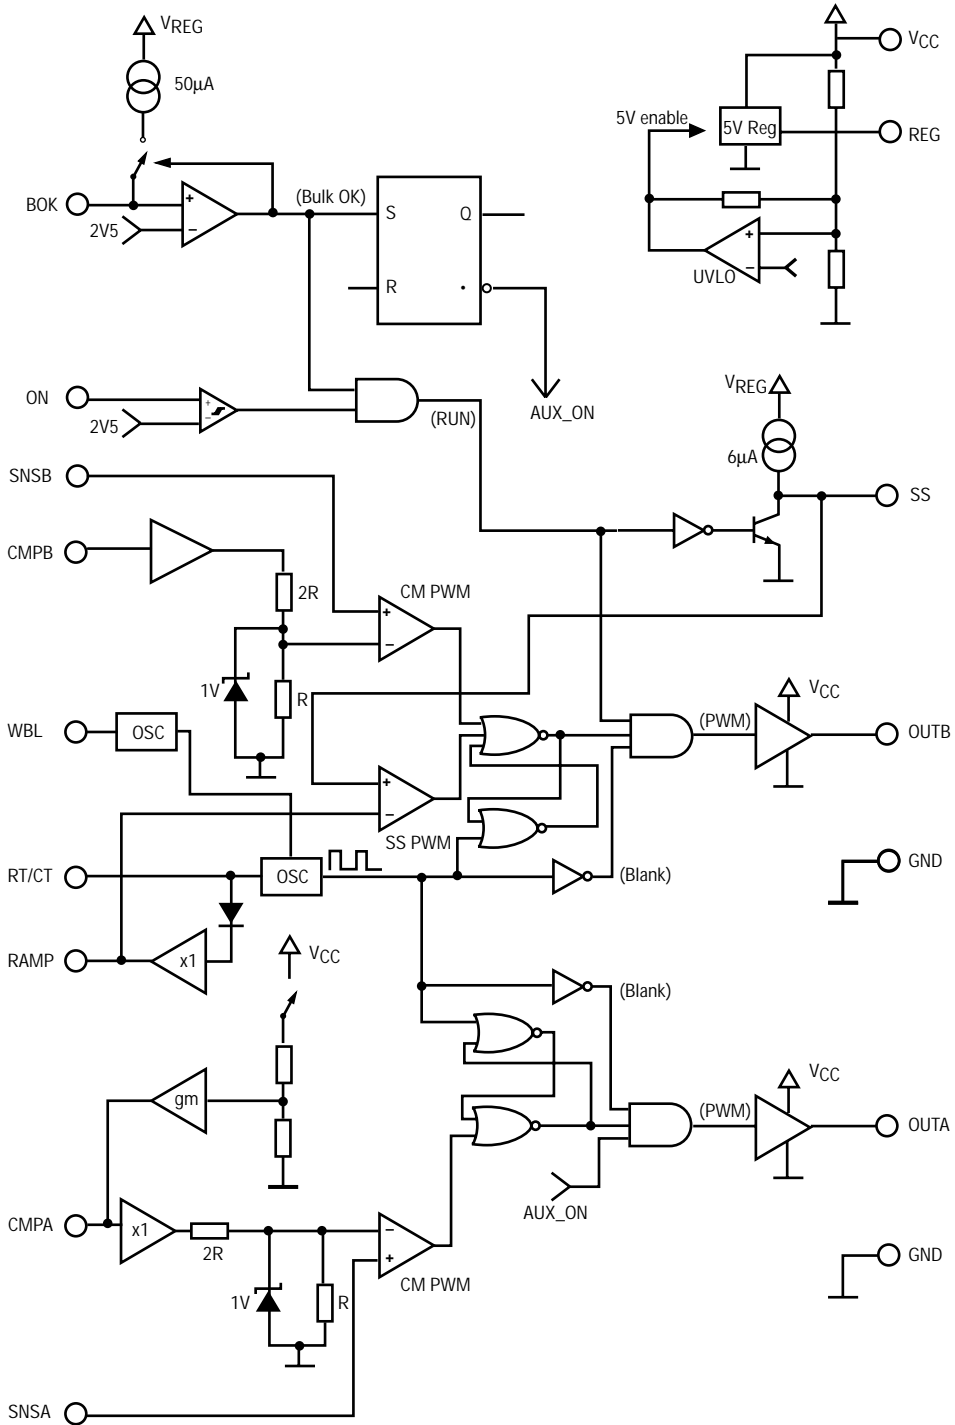 VREG
50µA
BOK
2V5
+
−
(Bulk OK)
S
Q
R
AUX_ON
VCC
5V enable
5V Reg
REG
+
−
UVLO
ON
2V5
+
−
(RUN)
VREG
6µA
SS
SNSB
CMPB
2R
CM PWM
+
−
1V
R
WBL
OSC
(PWM)
VCC
OUTB
+
−
SS PWM
RT/CT
OSC
(Blank)
GND
RAMP
x1
VCC
(Blank)
gm
(PWM)
VCC
OUTA
AUX_ON
CMPA
x1
2R
−
+
CM PWM
1V
R
GND
SNSA